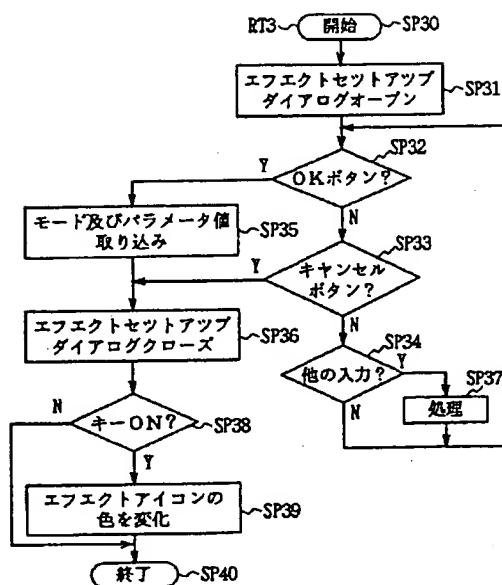 RT3 開始 SP30
エフエクトセツトアツプ
ダイアログオープン
SP31
SP32
OKボタン?
Y
N
モード及びパラメータ値
取り込み
SP35
SP33
キヤンセル
ボタン?
Y
N
エフエクトセツトアツプ
ダイアログクローズ
SP36
SP34
他の入力?
Y
N
SP37
処理
キーON?
SP38
N
Y
エフエクトアイコンの
色を変化
SP39
終了 SP40